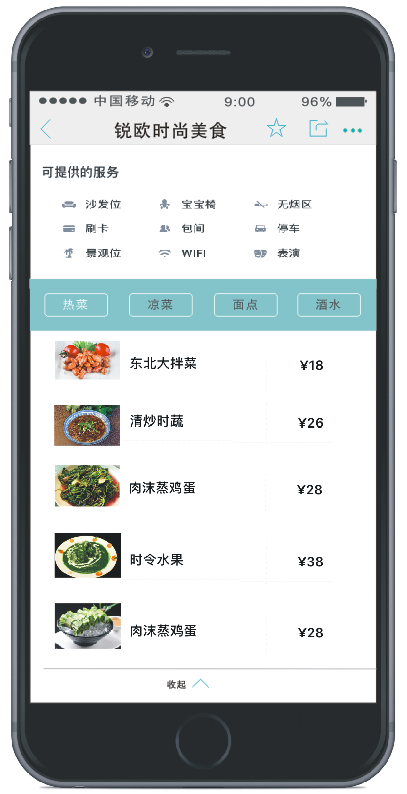 中国移动 9:00 96%
锐欧时尚美食
可提供的服务
沙发位 宝宝椅 无烟区
刷卡 包间 停车
景观位 WIFI 表演
热菜 凉菜 面点 酒水
东北大拌菜 ¥18
清炒时蔬 ¥26
肉沫蒸鸡蛋 ¥28
时令水果 ¥38
肉沫蒸鸡蛋 ¥28
收起